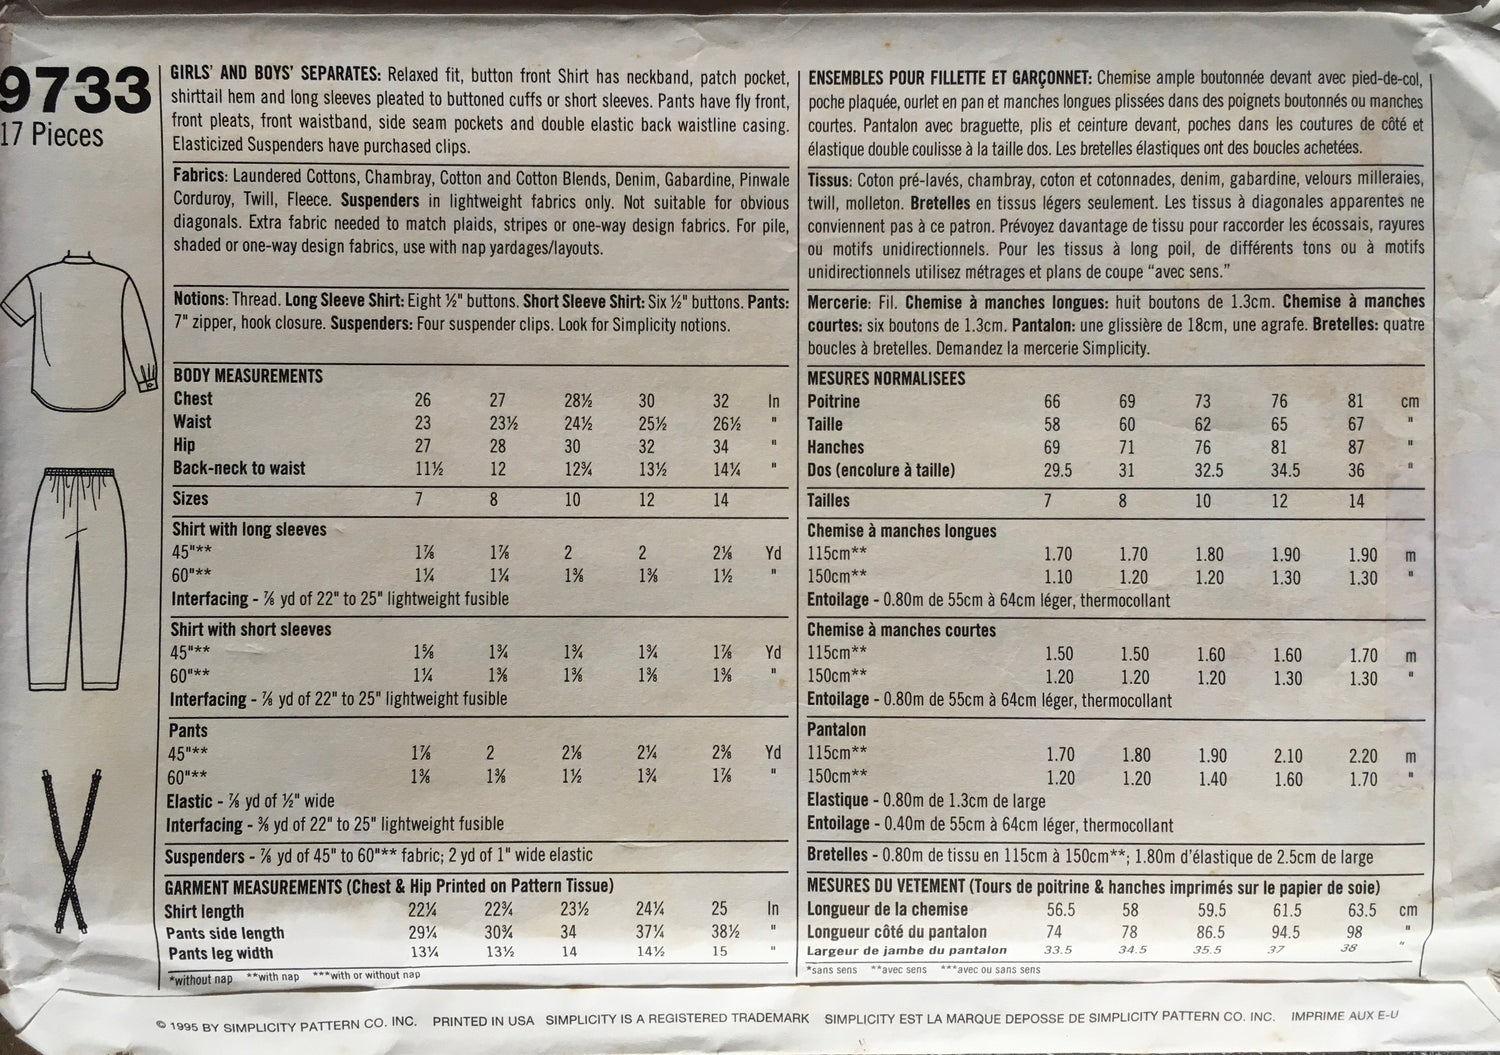 9733
17 Pieces
GIRLS' AND BOYS' SEPARATES: Relaxed fit, button front Shirt has neckband, patch pocket,
shirttail hem and long sleeves pleated to buttoned cuffs or short sleeves. Pants have fly front,
front pleats, front waistband, side seam pockets and double elastic back waistline casing.
Elasticized Suspenders have purchased clips.
Fabrics: Laundered Cottons, Chambray, Cotton and Cotton Blends, Denim, Gabardine, Pinwale
Corduroy, Twill, Fleece. Suspenders in lightweight fabrics only. Not suitable for obvious
diagonals. Extra fabric needed to match plaids, stripes or one-way design fabrics. For pile,
shaded or one-way design fabrics, use with nap yardages/layouts.
Notions: Thread. Long Sleeve Shirt: Eight ½" buttons. Short Sleeve Shirt: Six ½" buttons. Pants:
7" zipper, hook closure. Suspenders: Four suspender clips. Look for Simplicity notions.
BODY MEASUREMENTS
Chest 26 27 28½ 30 32 In
Waist 23 23½ 24½ 25½ 26½ "
Hip 27 28 30 32 34 "
Back-neck to waist 11½ 12 12¾ 13½ 14¼ "
Sizes 7 8 10 12 14
Shirt with long sleeves
45"** 1⅞ 1⅞ 2 2 2⅛ Yd
60"** 1¼ 1¼ 1⅜ 1⅜ 1½ "
Interfacing - ⅞ yd of 22" to 25" lightweight fusible
Shirt with short sleeves
45"** 1⅝ 1¾ 1¾ 1¾ 1⅞ Yd
60"** 1¼ 1⅜ 1⅜ 1⅜ 1⅜ "
Interfacing - ⅞ yd of 22" to 25" lightweight fusible
Pants
45"** 1⅞ 2 2⅛ 2¼ 2⅜ Yd
60"** 1⅜ 1⅜ 1½ 1¾ 1⅞ "
Elastic - ⅞ yd of ½" wide
Interfacing - ⅜ yd of 22" to 25" lightweight fusible
Suspenders - ⅞ yd of 45" to 60"** fabric; 2 yd of 1" wide elastic
GARMENT MEASUREMENTS (Chest & Hip Printed on Pattern Tissue)
Shirt length 22¼ 22¾ 23½ 24¼ 25 In
Pants side length 29¼ 30¾ 34 37¼ 38½ "
Pants leg width 13¼ 13½ 14 14½ 15 "
*without nap **with nap ***with or without nap
ENSEMBLES POUR FILLETTE ET GARÇONNET: Chemise ample boutonnée devant avec pied-de-col,
poche plaquée, ourlet en pan et manches longues plissées dans des poignets boutonnés ou manches
courtes. Pantalon avec braguette, plis et ceinture devant, poches dans les coutures de côté et
élastique double coulisse à la taille dos. Les bretelles élastiques ont des boucles achetées.
Tissus: Coton pré-lavés, chambray, coton et cotonnades, denim, gabardine, velours milleraies,
twill, molleton. Bretelles en tissus légers seulement. Les tissus à diagonales apparentes ne
conviennent pas à ce patron. Prévoyez davantage de tissu pour raccorder les écossais, rayures
ou motifs unidirectionnels. Pour les tissus à long poil, de différents tons ou à motifs
unidirectionnels utilisez métrages et plans de coupe “avec sens.”
Mercerie: Fil. Chemise à manches longues: huit boutons de 1.3cm. Chemise à manches
courtes: six boutons de 1.3cm. Pantalon: une glissière de 18cm, une agrafe. Bretelles: quatre
boucles à bretelles. Demandez la mercerie Simplicity.
MESURES NORMALISEES
Poitrine 66 69 73 76 81 cm
Taille 58 60 62 65 67 "
Hanches 69 71 76 81 87 "
Dos (encolure à taille) 29.5 31 32.5 34.5 36 "
Tailles 7 8 10 12 14
Chemise à manches longues
115cm** 1.70 1.70 1.80 1.90 1.90 m
150cm** 1.10 1.20 1.20 1.30 1.30 "
Entoilage - 0.80m de 55cm à 64cm léger, thermocollant
Chemise à manches courtes
115cm** 1.50 1.50 1.60 1.60 1.70 m
150cm** 1.20 1.20 1.20 1.30 1.30 "
Entoilage - 0.80m de 55cm à 64cm léger, thermocollant
Pantalon
115cm** 1.70 1.80 1.90 2.10 2.20 m
150cm** 1.20 1.20 1.40 1.60 1.70 "
Elastique - 0.80m de 1.3cm de large
Entoilage - 0.40m de 55cm à 64cm léger, thermocollant
Bretelles - 0.80m de tissu en 115cm à 150cm**; 1.80m d'élastique de 2.5cm de large
MESURES DU VETEMENT (Tours de poitrine & hanches imprimés sur le papier de soie)
Longueur de la chemise 56.5 58 59.5 61.5 63.5 cm
Longueur côté du pantalon 74 78 86.5 94.5 98 "
Largeur de jambe du pantalon 33.5 34.5 35.5 37 38 "
*sans sens **avec sens ***avec ou sans sens
© 1995 BY SIMPLICITY PATTERN CO. INC. PRINTED IN USA SIMPLICITY IS A REGISTERED TRADEMARK SIMPLICITY EST LA MARQUE DEPOSSE DE SIMPLICITY PATTERN CO. INC. IMPRIME AUX E-U